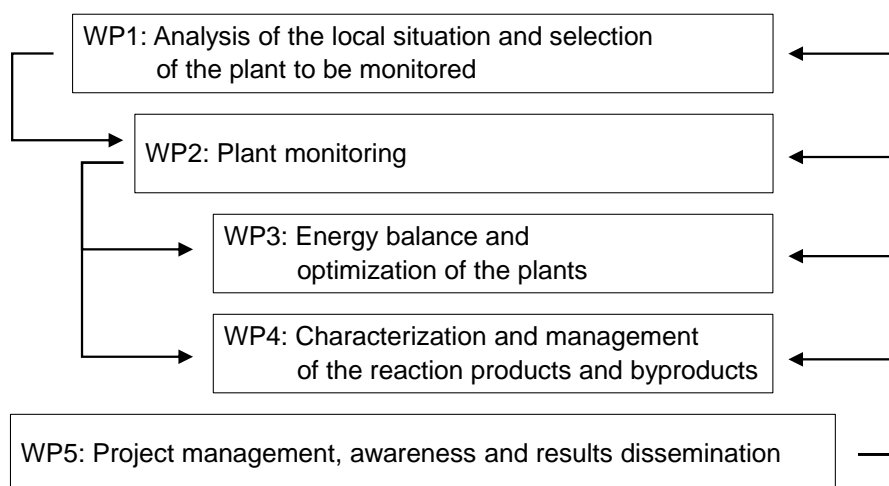 WP1: Analysis of the local situation and selection
of the plant to be monitored
WP2: Plant monitoring
WP3: Energy balance and
optimization of the plants
WP4: Characterization and management
of the reaction products and byproducts
WP5: Project management, awareness and results dissemination